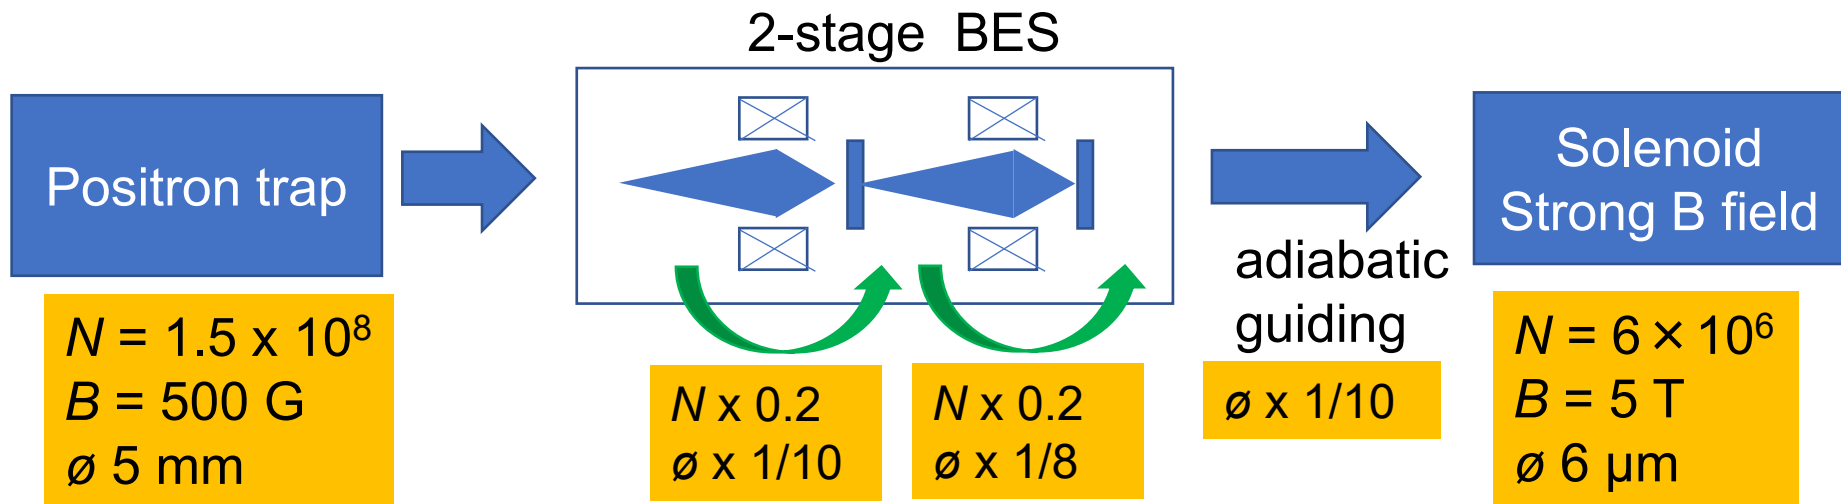 2-stage BES
Positron trap
N = 1.5 x 10⁸
B = 500 G
ø 5 mm
N x 0.2
ø x 1/10
N x 0.2
ø x 1/8
adiabatic
guiding
ø x 1/10
Solenoid
Strong B field
N = 6 × 10⁶
B = 5 T
ø 6 µm